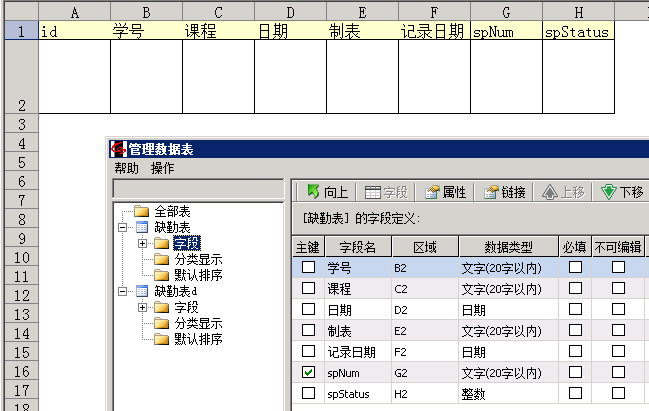 A B C D E F G H
1 id 学号 课程 日期 制表 记录日期 spNum spStatus
2
3
4 管理数据表
5 帮助 操作
6 向上 字段 属性 链接 上移 下移
7 全部表 [缺勤表] 的字段定义:
8 缺勤表
9 字段 主键 字段名 区域 数据类型 必填 不可编辑
10 分类显示 学号 B2 文字(20字以内)
11 默认排序 课程 C2 文字(20字以内)
12 缺勤表d 日期 D2 日期
13 字段 制表 E2 文字(20字以内)
14 分类显示
15 默认排序 记录日期 F2 日期
16 spNum G2 文字(20字以内)
17 spStatus H2 整数
18